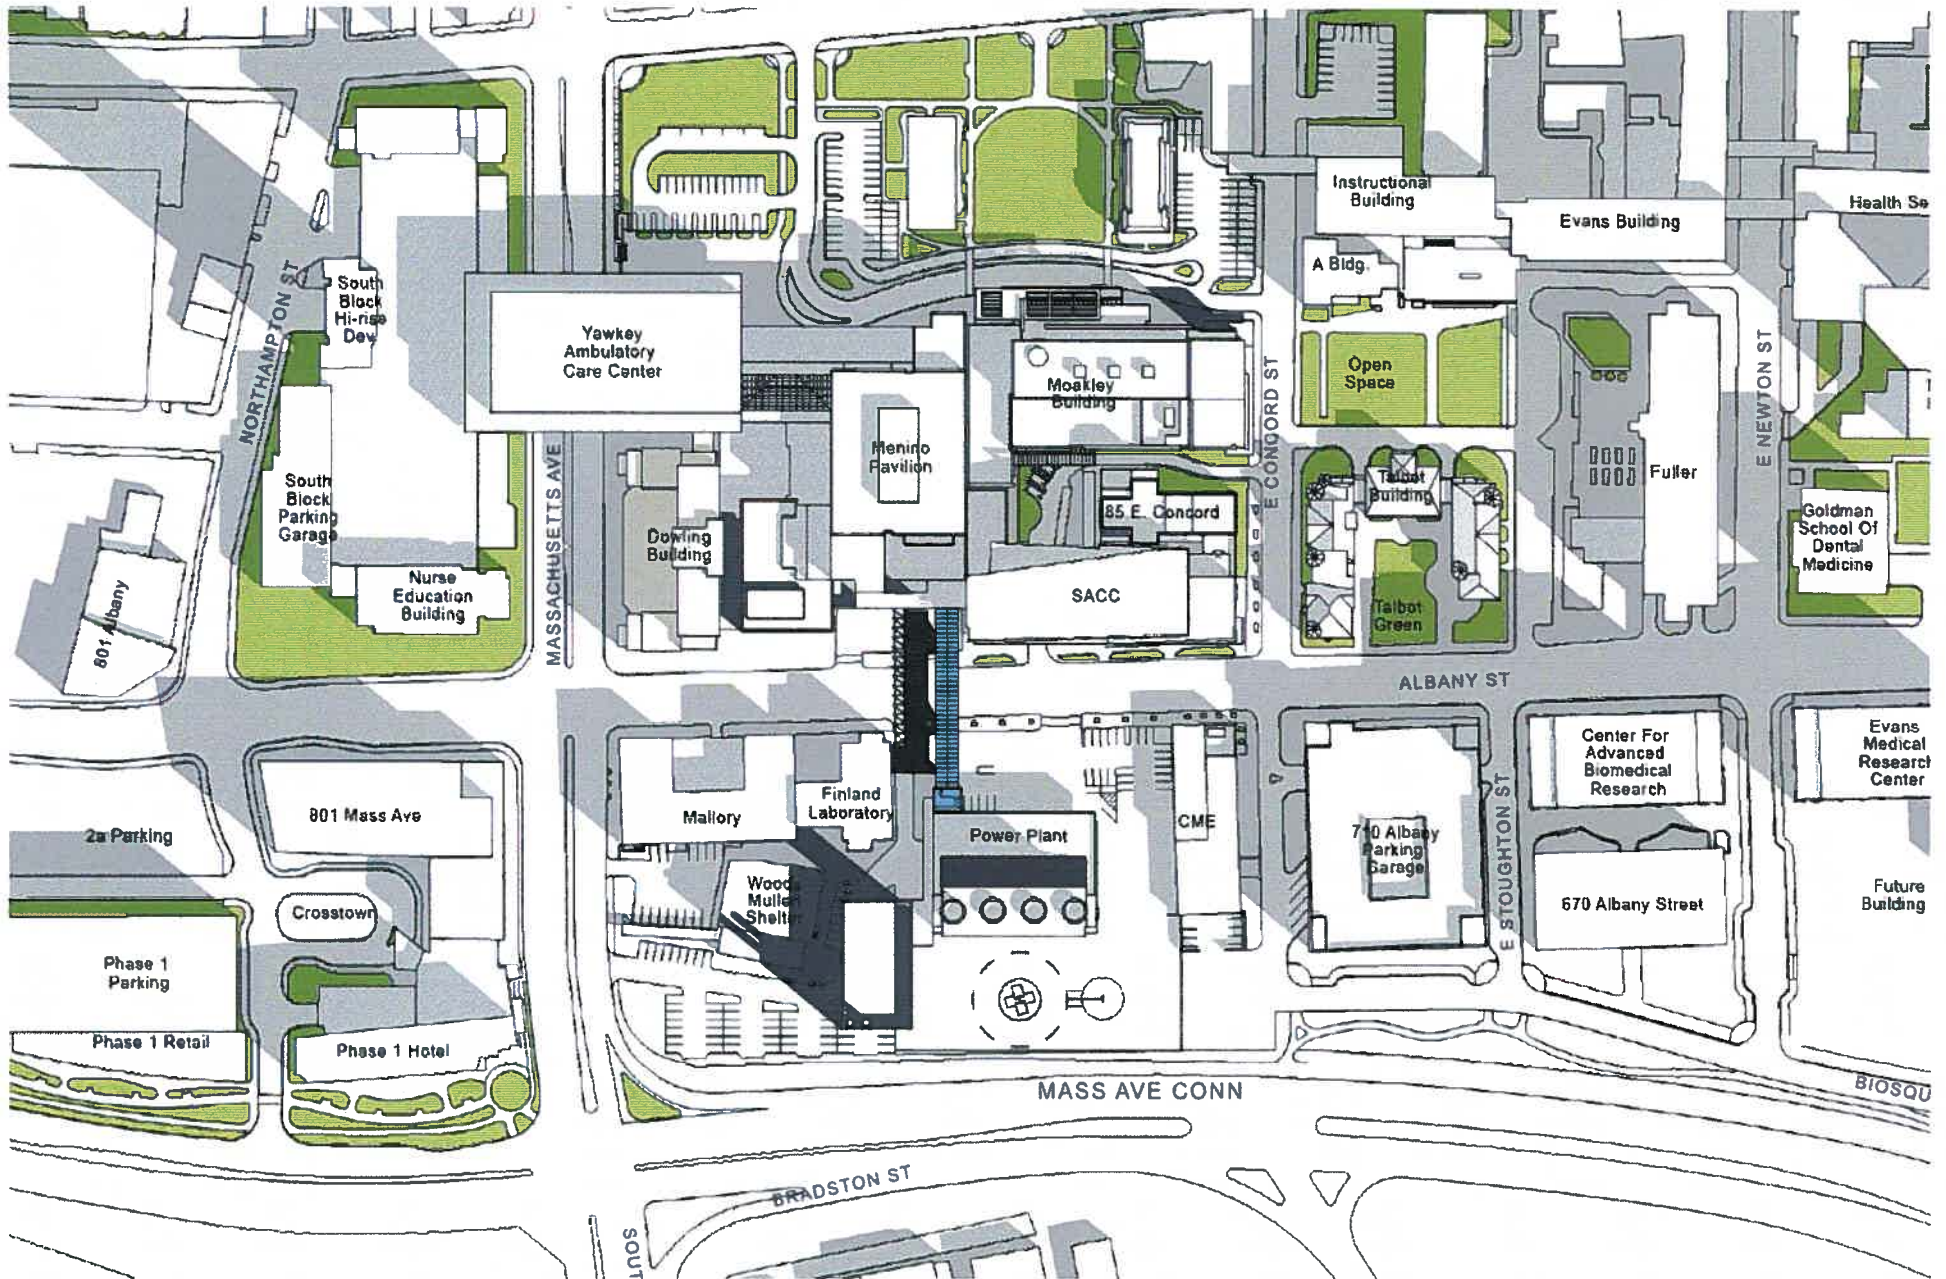 Instructional
Building
Evans Building
Health Se
A Bldg.
South
Block
Hi-rise
Dev
NORTHAMPTON ST
Yawkey
Ambulatory
Care Center
Moakley
Building
Open
Space
E CONCORD ST
E NEWTON ST
MASSACHUSETTS AVE
Menino
Pavilion
South
Block
Parking
Garage
Talbot
Building
Fuller
85 E. Concord
Goldman
School Of
Dental
Medicine
Dowling
Building
Nurse
Education
Building
SACC
Talbot
Green
801 Albany
ALBANY ST
Center For
Advanced
Biomedical
Research
Evans
Medical
Research
Center
801 Mass Ave
Mallory
Finland
Laboratory
Power Plant
CME
710 Albany
Parking
Garage
E STOUGHTON ST
2a Parking
Woods
Mullen
Shelter
Crosstown
670 Albany Street
Future
Building
Phase 1
Parking
Phase 1 Retail
Phase 1 Hotel
MASS AVE CONN
BIOSQU
BRADSTON ST
SOUT